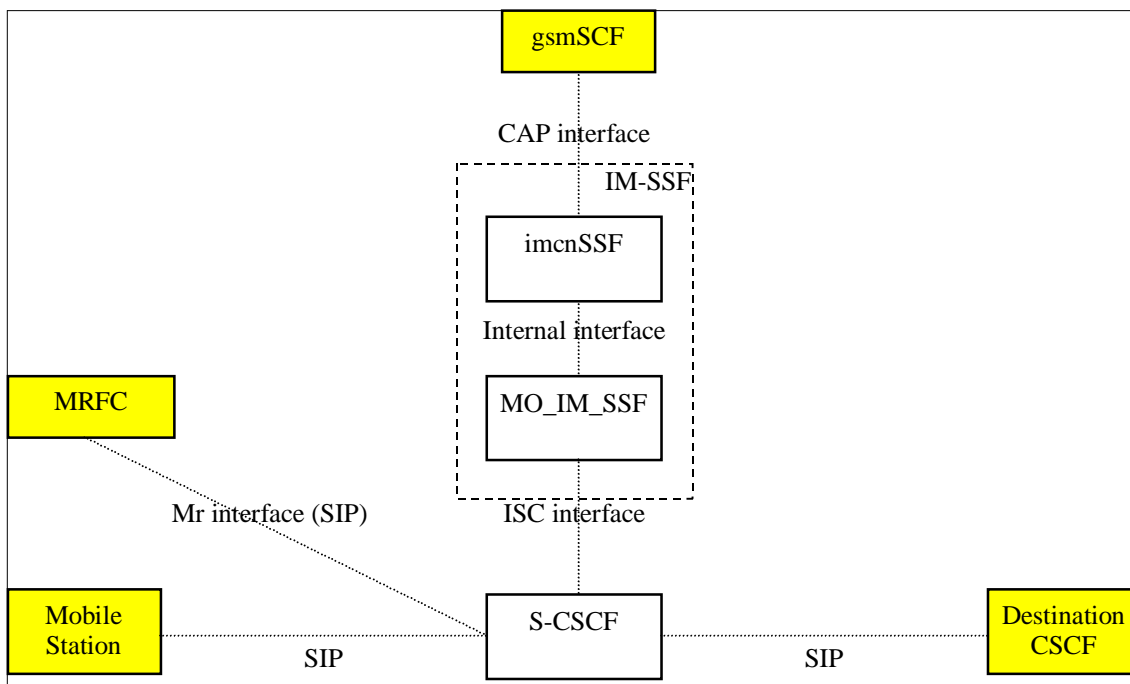 gsmSCF
CAP interface
IM-SSF
imcnSSF
Internal interface
MRFC
MO_IM_SSF
Mr interface (SIP)
ISC interface
Mobile
Station
SIP
S-CSCF
SIP
Destination
CSCF